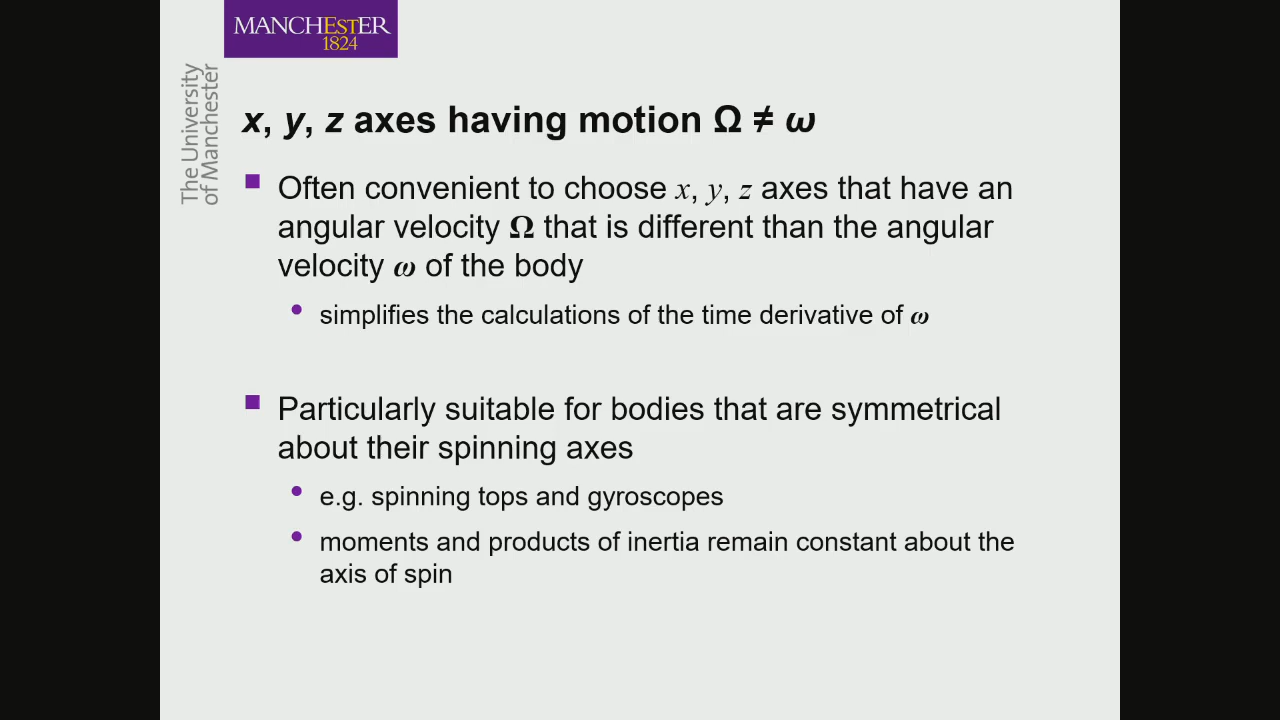 MANCHESTER
1824
The University
of Manchester
x, y, z axes having motion Ω ≠ ω
Often convenient to choose x, y, z axes that have an
angular velocity Ω that is different than the angular
velocity ω of the body
simplifies the calculations of the time derivative of ω
Particularly suitable for bodies that are symmetrical
about their spinning axes
e.g. spinning tops and gyroscopes
moments and products of inertia remain constant about the
axis of spin